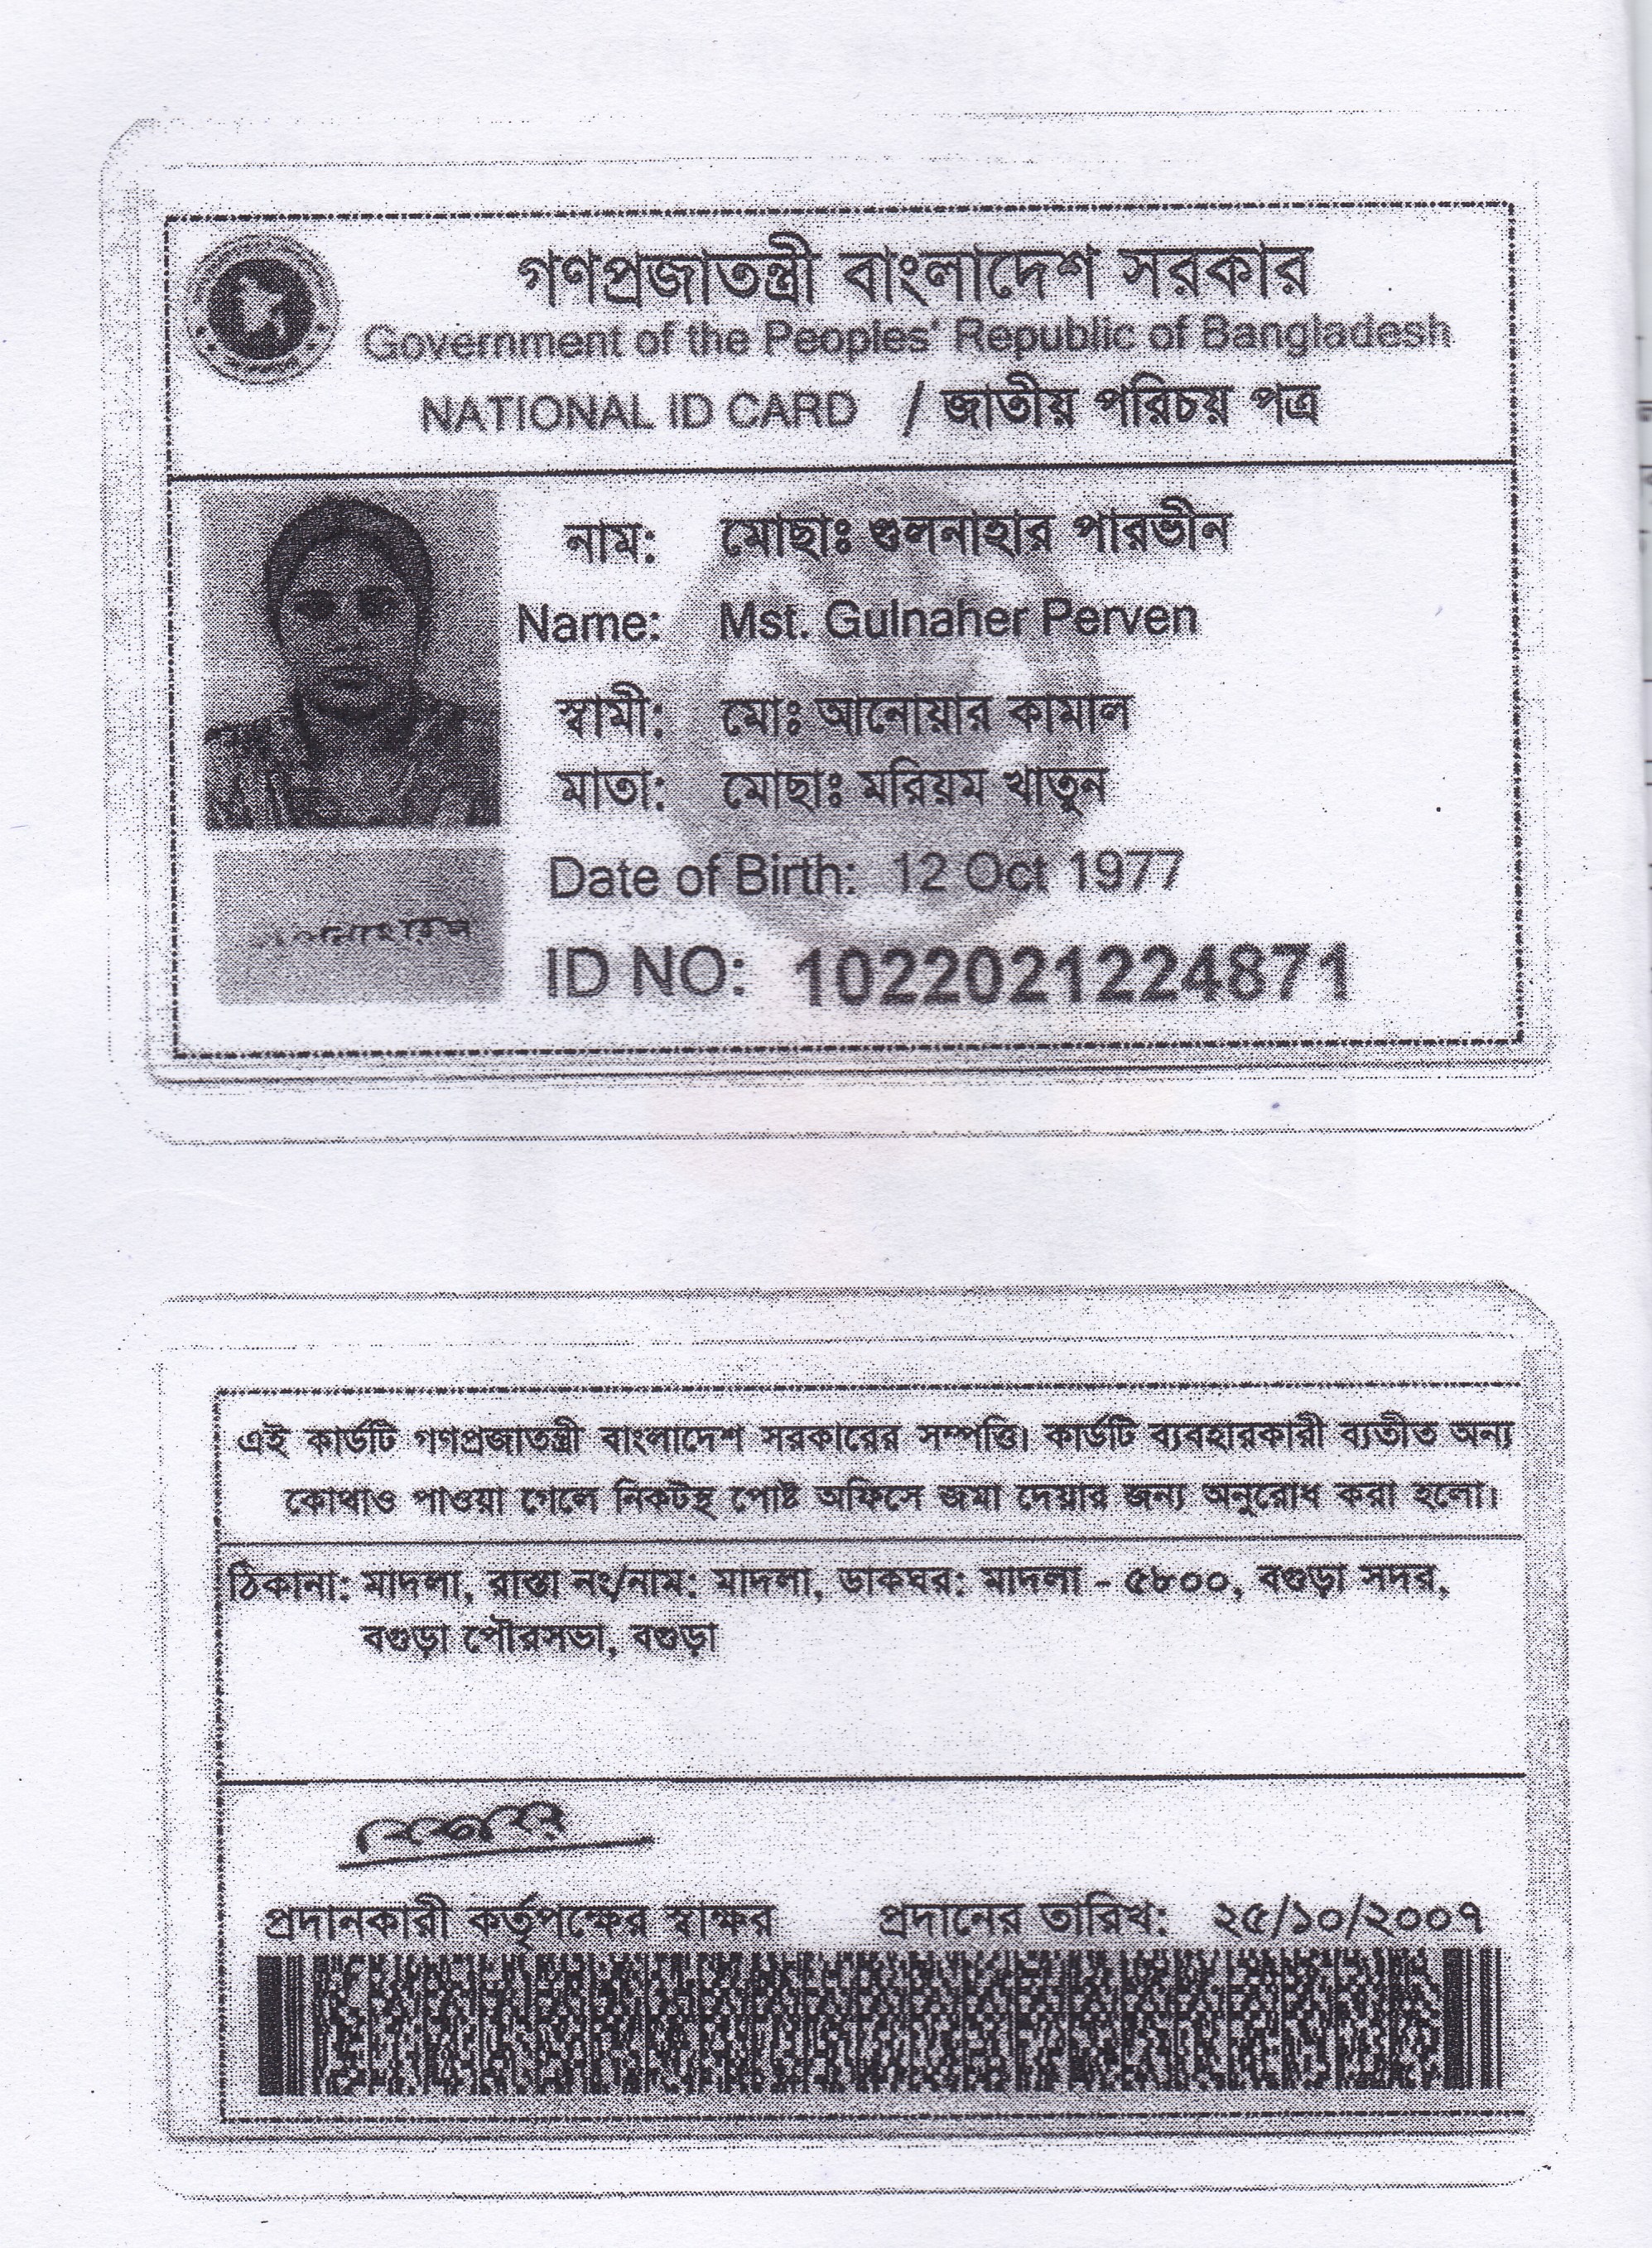 গণপ্রজাতন্ত্রী বাংলাদেশ সরকার
Government of the Peoples' Republic of Bangladesh
NATIONAL ID CARD / জাতীয় পরিচয় পত্র
নাম: মোছাঃ গুলনাহার পারভীন
Name: Mst. Gulnaher Perven
স্বামী: মোঃ আনোয়ার কামাল
মাতা: মোছাঃ মরিয়ম খাতুন
Date of Birth: 12 Oct 1977
ID NO: 1022021224871
এই কার্ডটি গণপ্রজাতন্ত্রী বাংলাদেশ সরকারের সম্পত্তি। কার্ডটি ব্যবহারকারী ব্যতীত অন্য
কোথাও পাওয়া গেলে নিকটস্থ পোষ্ট অফিসে জমা দেয়ার জন্য অনুরোধ করা হলো।
ঠিকানা: মাদলা, রাস্তা নং/নাম: মাদলা, ডাকঘর: মাদলা - ৫৮০০, বগুড়া সদর,
বগুড়া পৌরসভা, বগুড়া
প্রদানকারী কর্তৃপক্ষের স্বাক্ষর প্রদানের তারিখ: ২৫/১০/২০০৭